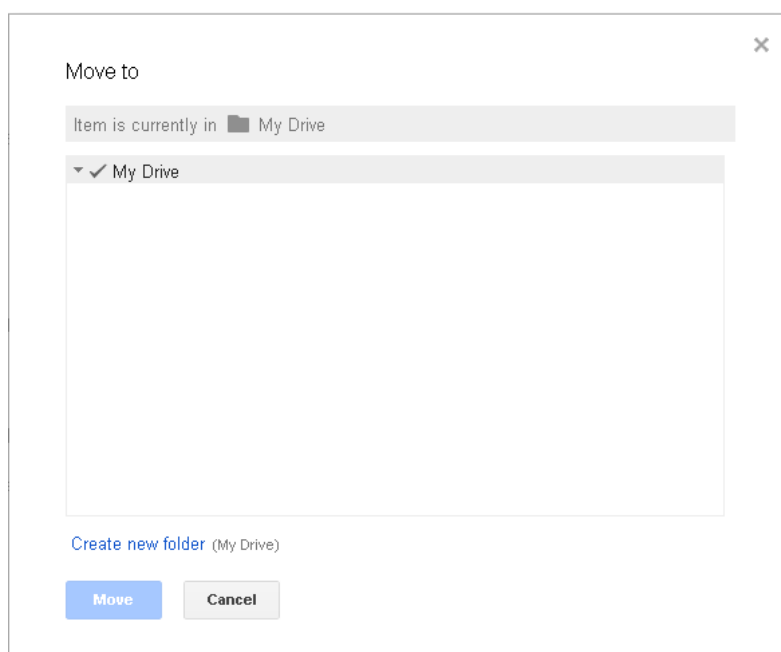 Move to
Item is currently in My Drive
My Drive
Create new folder (My Drive)
Move Cancel